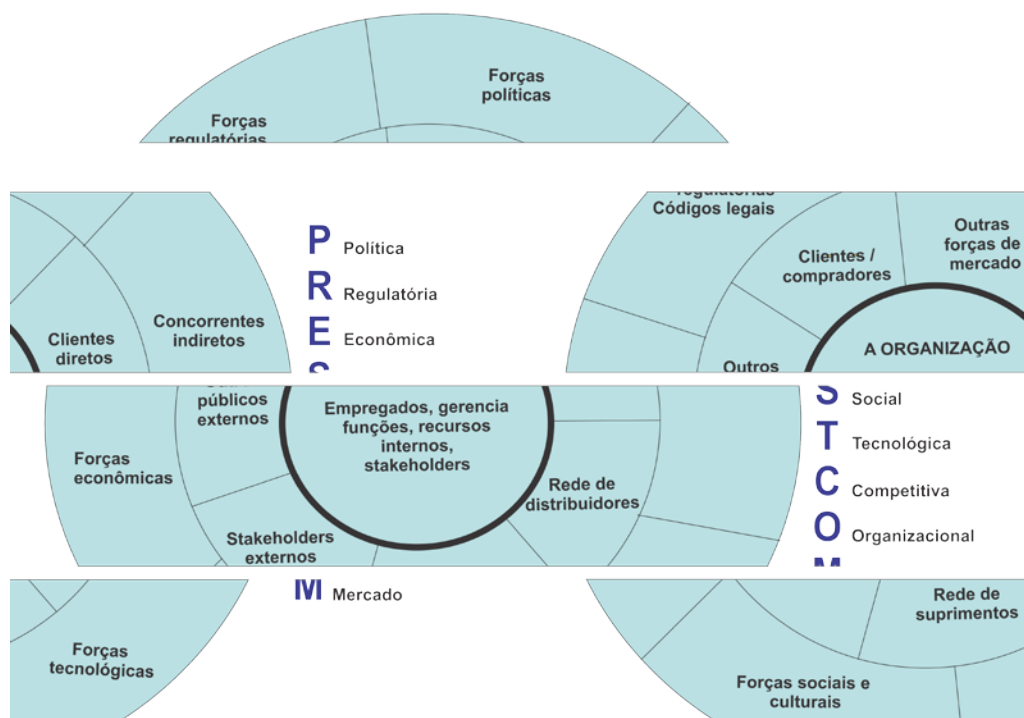 Forças
políticas
Forças
regulatórias
regulatórias
Códigos legais
Clientes /
compradores
Outras
forças de
mercado
A ORGANIZAÇÃO
Outros
Clientes
diretos
Concorrentes
indiretos
P Política
R Regulatória
E Econômica
S
públicos
externos
Forças
econômicas
Empregados, gerencia
funções, recursos
internos,
stakeholders
Rede de
distribuidores
Stakeholders
externos
S Social
T Tecnológica
C Competitiva
O Organizacional
M
M Mercado
Forças
tecnológicas
Rede de
suprimentos
Forças sociais e
culturais